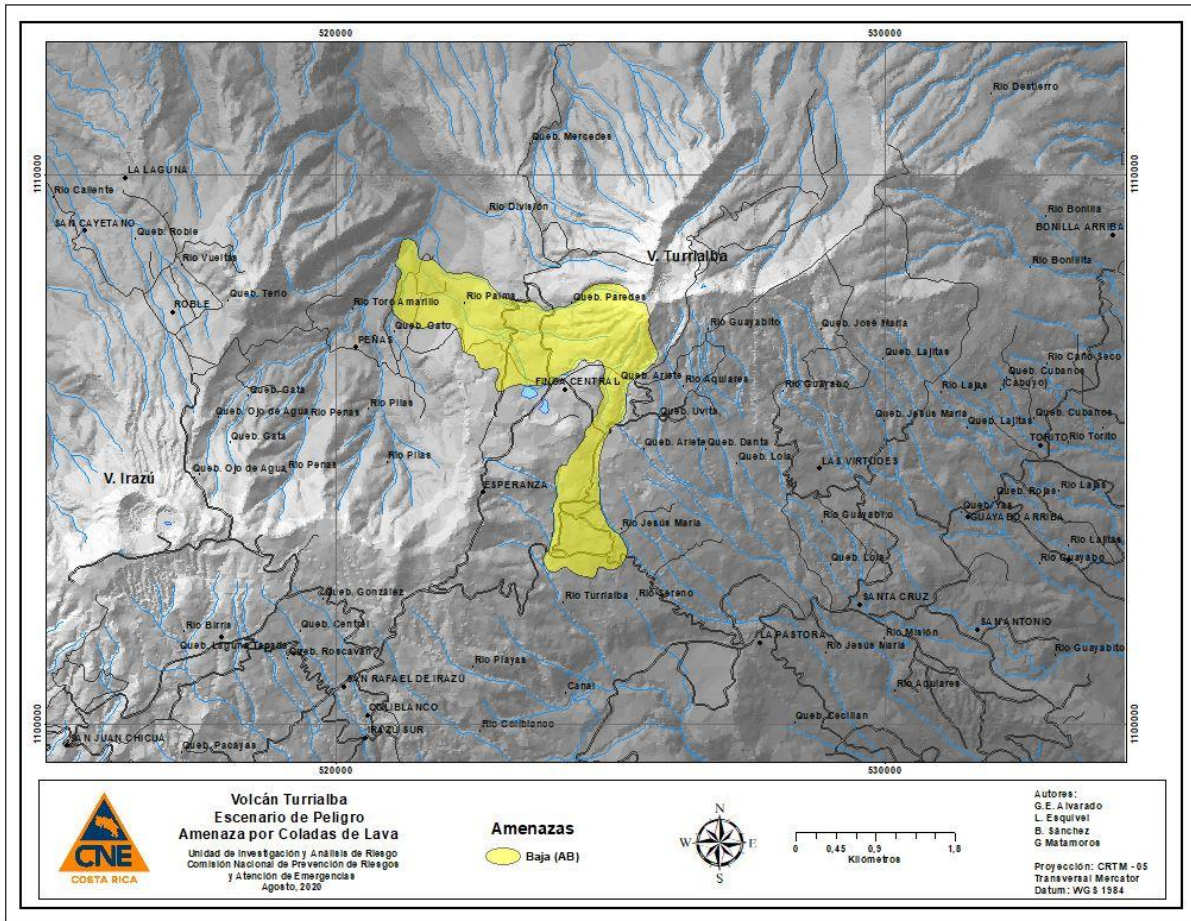 520000
530000
Río Destierro
Queb. Mercedes
1110000
1110000
LA LAGUNA
Río Caliente
Río División
Río Bonilla
SAN CAYETANO
Queb. Roble
BONILLA ARRIBA
V. Turrialba
Río Vueltas
Río Bonillita
Queb. Terio
Río Toro Amarillo
Río Palma
Queb. Paredes
ROBLE
Río Guayabito
Queb. Gato
Queb. José María
PEÑAS
Queb. Lajitas
Río Caño Seco
Queb. Ariete
Río Aquiares
Queb. Cubanos
(Cabuyo)
FINCA CENTRAL
Río Guayabo
Río Lajas
Queb. Gata
Queb. Ojo de Agua
Río Penas
Río Pilas
Queb. Uvita
Queb. Jesús María
Queb. Lajitas
Queb. Cubanos
Queb. Gata
Queb. Ariete
Queb. Danta
TORITO
Río Torito
Queb. Lola
Queb. Ojo de Agua
Río Penas
Río Pilas
LAS VIRTUDES
V. Irazú
ESPERANZA
Queb. Rojas
Río Lajas
Queb. Yas
Río Guayabito
GUAYABO ARRIBA
Río Jesús María
Río Lajitas
Queb. Lola
Río Guayabo
Queb. González
Río Turrialba
Río Sereno
SANTA CRUZ
Río Birris
Queb. Central
SAN ANTONIO
Río Misión
Queb. Laguna Tapada
Queb. Roscavan
LA PASTORA
Río Jesús María
Río Guayabito
Río Playas
SAN RAFAEL DE IRAZÚ
Canal
Río Aquiares
COLIBLANCO
Queb. Cecilian
Río Coliblanco
1100000
1100000
IRAZÚ SUR
SAN JUAN CHICUA
Queb. Pacayas
520000
530000
CNE
COSTA RICA
Volcán Turrialba
Escenario de Peligro
Amenaza por Coladas de Lava
Unidad de Investigación y Análisis de Riesgo
Comisión Nacional de Prevención de Riesgos
y Atención de Emergencias
Agosto, 2020
Amenazas
Baja (AB)
N
W E
S
0 0,45 0,9 1,8
Kilómetros
Autores:
G.E. Alvarado
L. Esquivel
B. Sánchez
G Matamoros
Proyección: CRTM -05
Transversal Mercator
Datum: WGS 1984